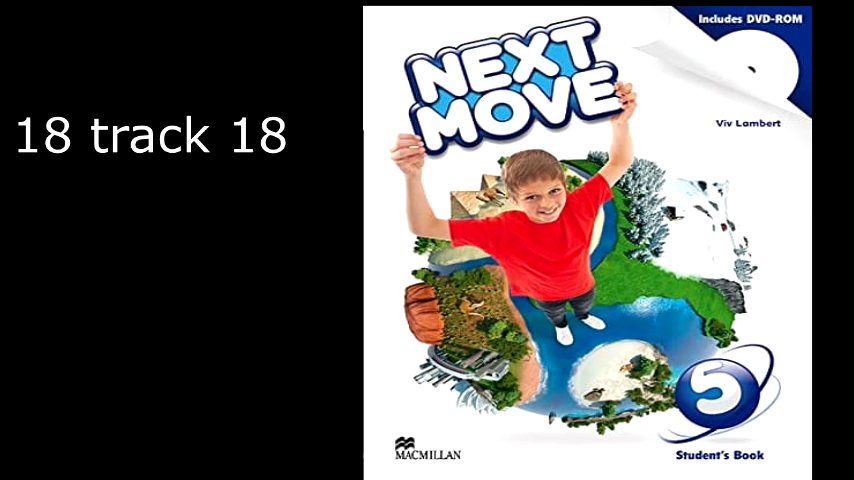 18 track 18
Includes DVD-ROM
NEXT
MOVE
Viv Lambert
5
MACMILLAN
Student's Book